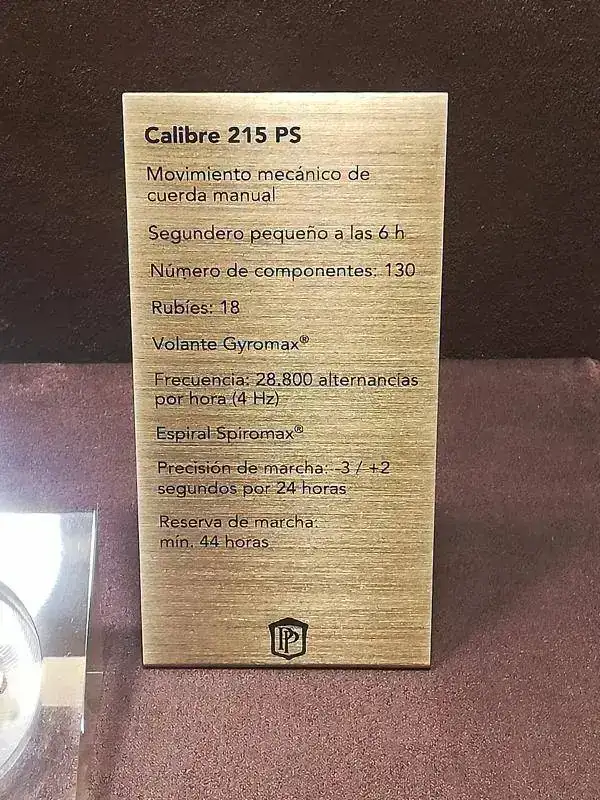 Calibre 215 PS
Movimiento mecánico de
cuerda manual
Segundero pequeño a las 6 h
Número de componentes: 130
Rubíes: 18
Volante Gyromax®
Frecuencia: 28.800 alternancias
por hora (4 Hz)
Espiral Spiromax®
Precisión de marcha: -3 / +2
segundos por 24 horas
Reserva de marcha:
mín. 44 horas
PP